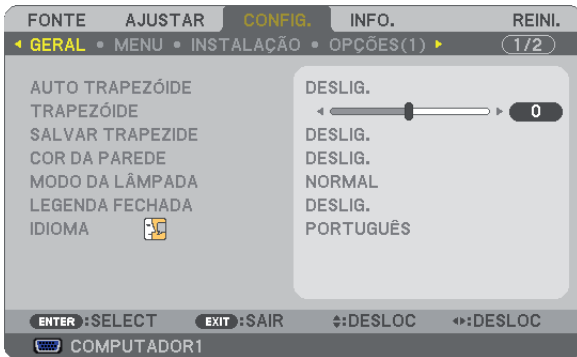 FONTE AJUSTAR CONFIG. INFO. REINI.
GERAL • MENU • INSTALAÇÃO • OPÇÕES(1) 1/2
AUTO TRAPEZÓIDE DESLIG.
TRAPEZÓIDE 0
SALVAR TRAPEZIDE DESLIG.
COR DA PAREDE DESLIG.
MODO DA LÂMPADA NORMAL
LEGENDA FECHADA DESLIG.
IDIOMA PORTUGUÊS
ENTER :SELECT EXIT :SAIR :DESLOC :DESLOC
COMPUTADOR1